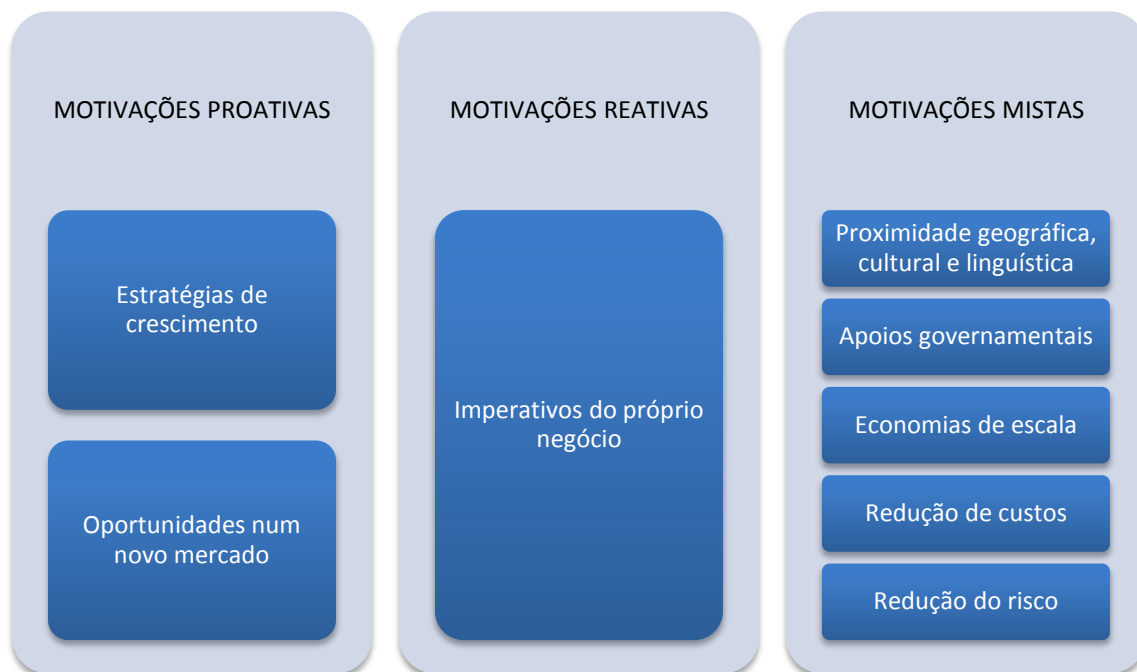 MOTIVAÇÕES PROATIVAS
Estratégias de
crescimento
Oportunidades num
novo mercado
MOTIVAÇÕES REATIVAS
Imperativos do próprio
negócio
MOTIVAÇÕES MISTAS
Proximidade geográfica,
cultural e linguística
Apoios governamentais
Economias de escala
Redução de custos
Redução do risco